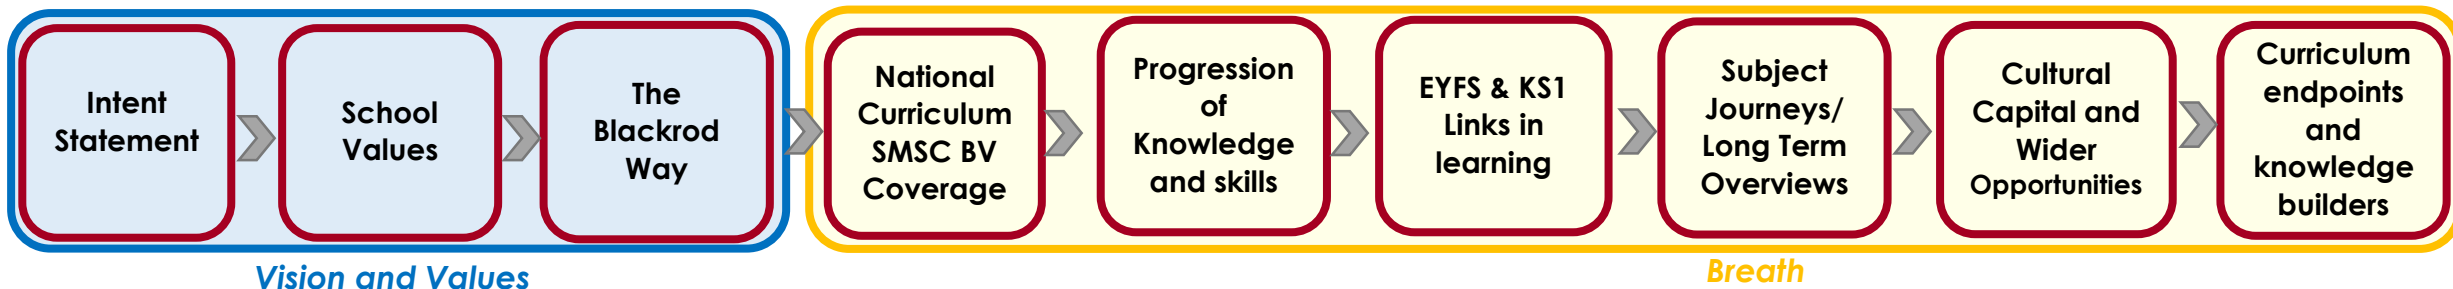 Intent
Statement
School
Values
The
Blackrod
Way
National
Curriculum
SMSC BV
Coverage
Progression
of
Knowledge
and skills
EYFS & KS1
Links in
learning
Subject
Journeys/
Long Term
Overviews
Cultural
Capital and
Wider
Opportunities
Curriculum
endpoints
and
knowledge
builders
Vision and Values
Breath